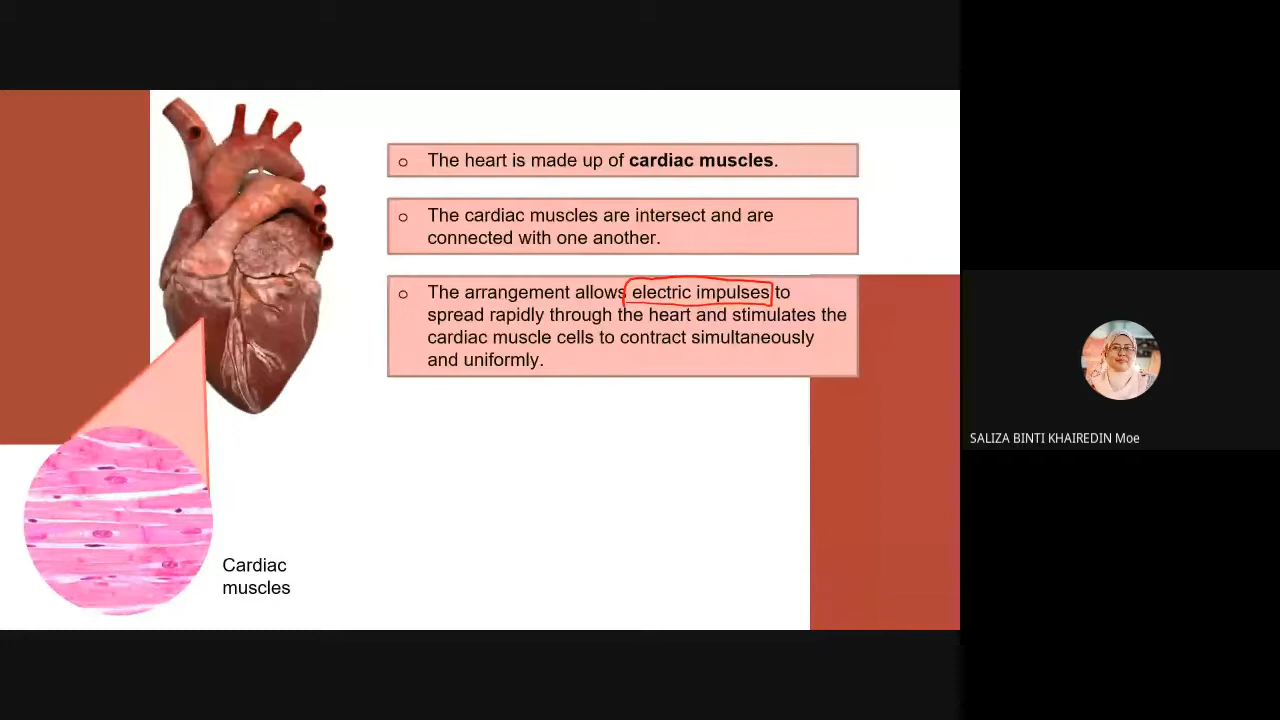 The heart is made up of cardiac muscles.
The cardiac muscles are intersect and are
connected with one another.
The arrangement allows electric impulses to
spread rapidly through the heart and stimulates the
cardiac muscle cells to contract simultaneously
and uniformly.
SALIZA BINTI KHAIREDIN Moe
Cardiac
muscles